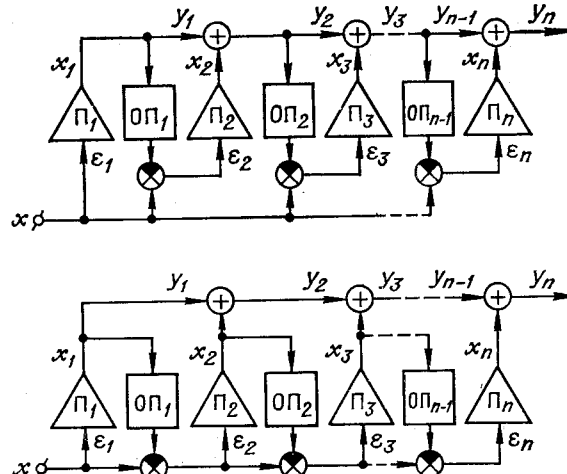 y₁ y₂ y₃ yₙ₋₁ yₙ
x₁ x₂ x₃ xₙ
П₁ ОП₁ П₂ ОП₂ П₃ ОПₙ₋₁ Пₙ
ε₁ ε₂ ε₃ εₙ
x
y₁ y₂ y₃ yₙ₋₁ yₙ
x₁ x₂ x₃ xₙ
П₁ ОП₁ П₂ ОП₂ П₃ ОПₙ₋₁ Пₙ
ε₁ ε₂ ε₃ εₙ
x